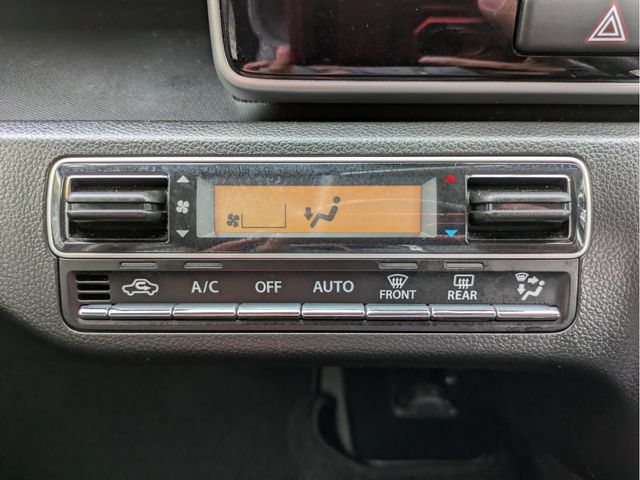 A/C OFF AUTO FRONT REAR